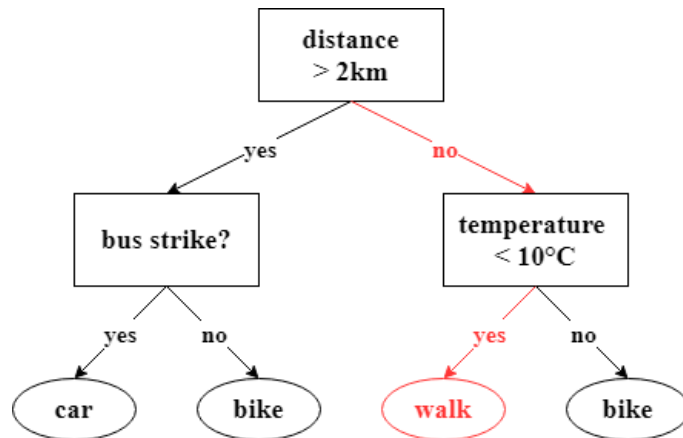 distance
> 2km
yes
no
bus strike?
temperature
< 10°C
yes
no
yes
no
car
bike
walk
bike